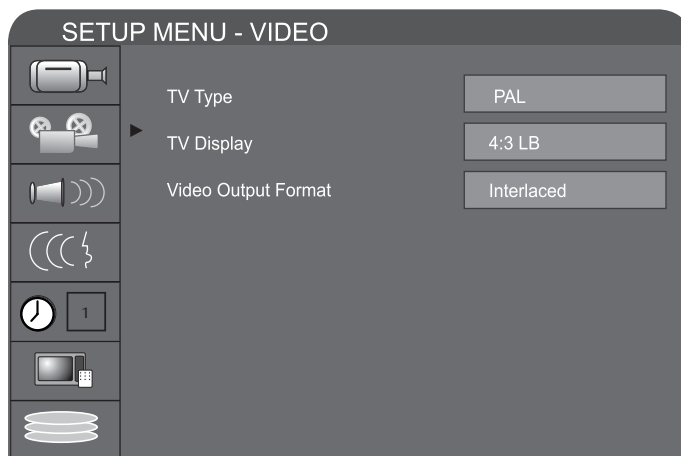 SETUP MENU - VIDEO
TV Type PAL
TV Display 4:3 LB
Video Output Format Interlaced
1